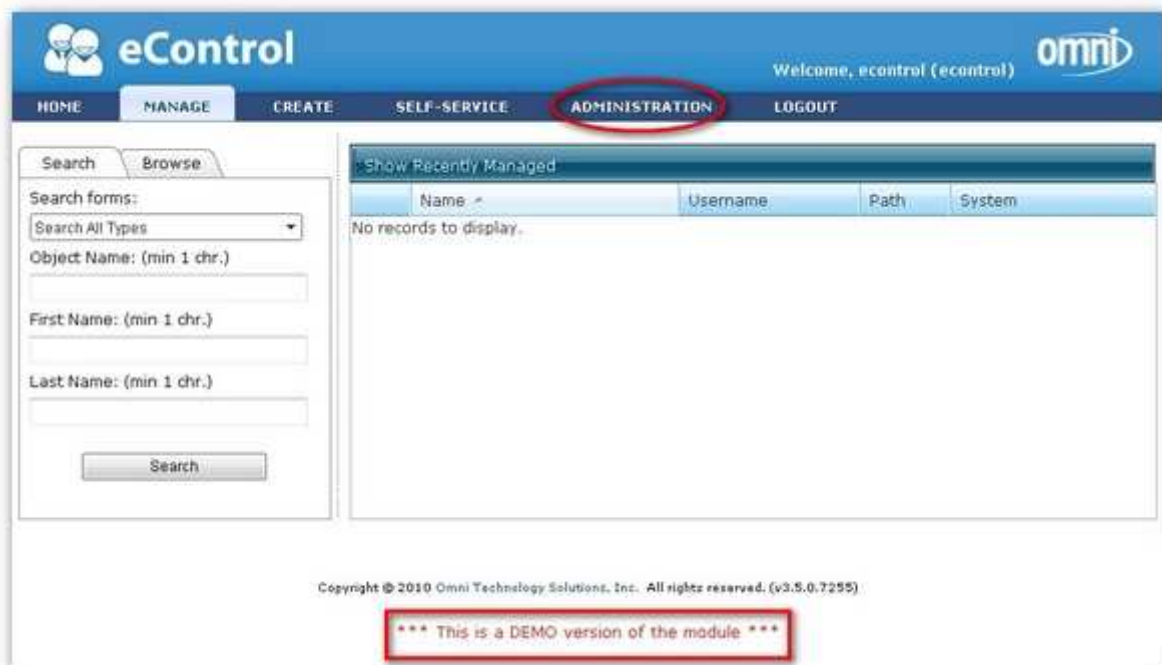 eControl
omni
Welcome, econtrol (econtrol)
HOME MANAGE CREATE SELF-SERVICE ADMINISTRATION LOGOUT
Search Browse
Search forms:
Search All Types
Object Name: (min 1 chr.)
First Name: (min 1 chr.)
Last Name: (min 1 chr.)
Search
Show Recently Managed
Name Username Path System
No records to display.
Copyright © 2010 Omni Technology Solutions, Inc. All rights reserved. (v3.5.0.7255)
*** This is a DEMO version of the module ***